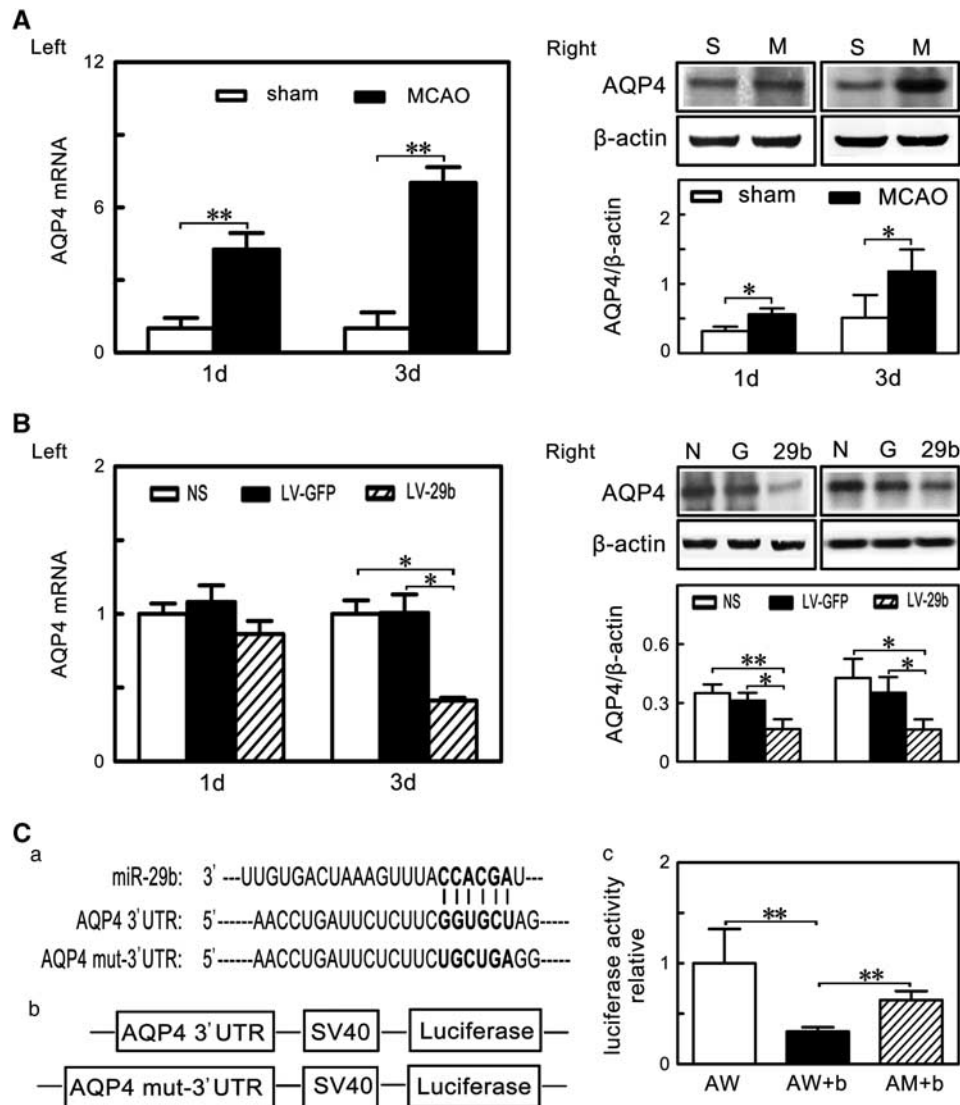 A
Left
12
6
0
AQP4 mRNA
sham MCAO
** **
1d 3d
Right
S M S M
AQP4
β-actin
sham MCAO
AQP4/β-actin
2
1
0
* *
1d 3d
B
Left
2
1
0
AQP4 mRNA
NS LV-GFP LV-29b
*
*
1d 3d
Right
N G 29b N G 29b
AQP4
β-actin
NS LV-GFP LV-29b
AQP4/β-actin
0.6
0.3
0
** *
* *
C
a
miR-29b: 3' ---UUGUGACUAAAGUUUACCACGAU---
AQP4 3'UTR: 5' ------AACCUGAUUCUCUUCGGUGCUAG----
AQP4 mut-3'UTR: 5' ------AACCUGAUUCUCUUCUGCUGAGG-----
b
AQP4 3'UTR SV40 Luciferase
AQP4 mut-3'UTR SV40 Luciferase
c
luciferase activity
relative
2
1
0
** **
AW AW+b AM+b